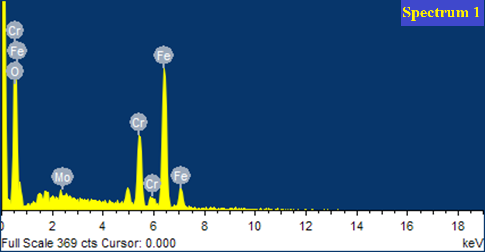 Spectrum 1
Cr
Fe
O
Fe
Cr
Mo
Cr
Fe
0 2 4 6 8 10 12 14 16 18
Full Scale 369 cts Cursor: 0.000 keV